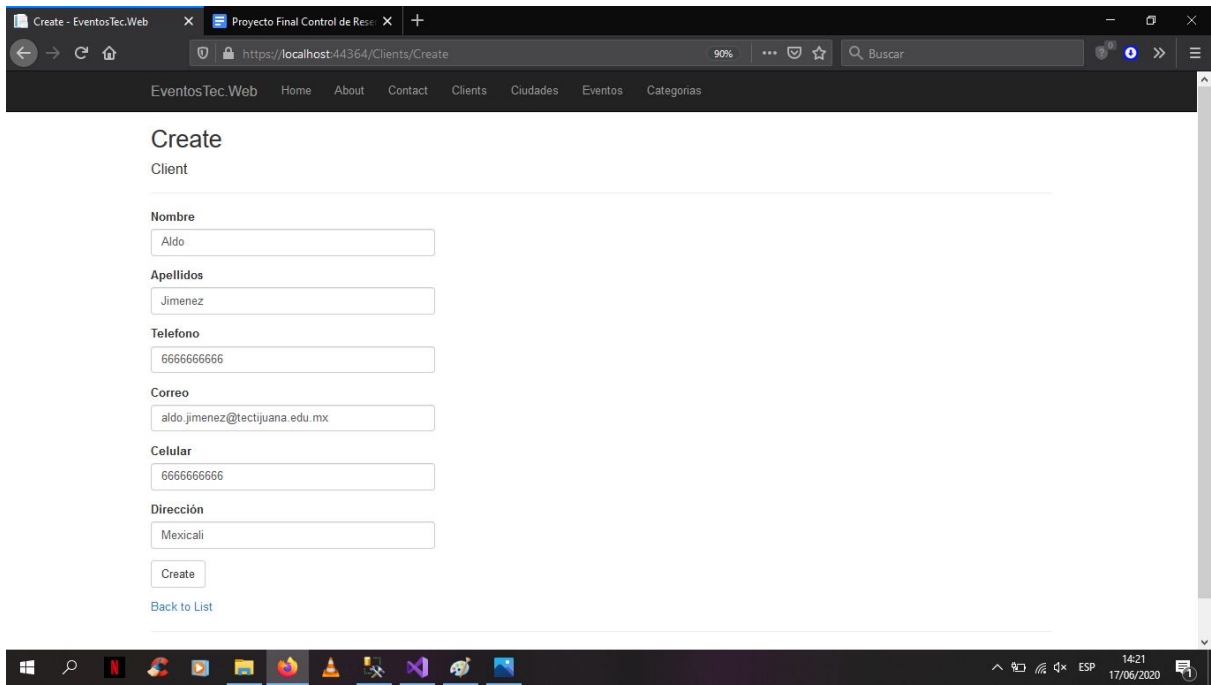 Create - EventosTec.Web
Proyecto Final Control de Reser
https://localhost:44364/Clients/Create
90%
Buscar
EventosTec.Web Home About Contact Clients Ciudades Eventos Categorias
Create
Client
Nombre
Aldo
Apellidos
Jimenez
Telefono
6666666666
Correo
aldo.jimenez@tectijuana.edu.mx
Celular
6666666666
Dirección
Mexicali
Create
Back to List
N
ESP
14:21
17/06/2020
1